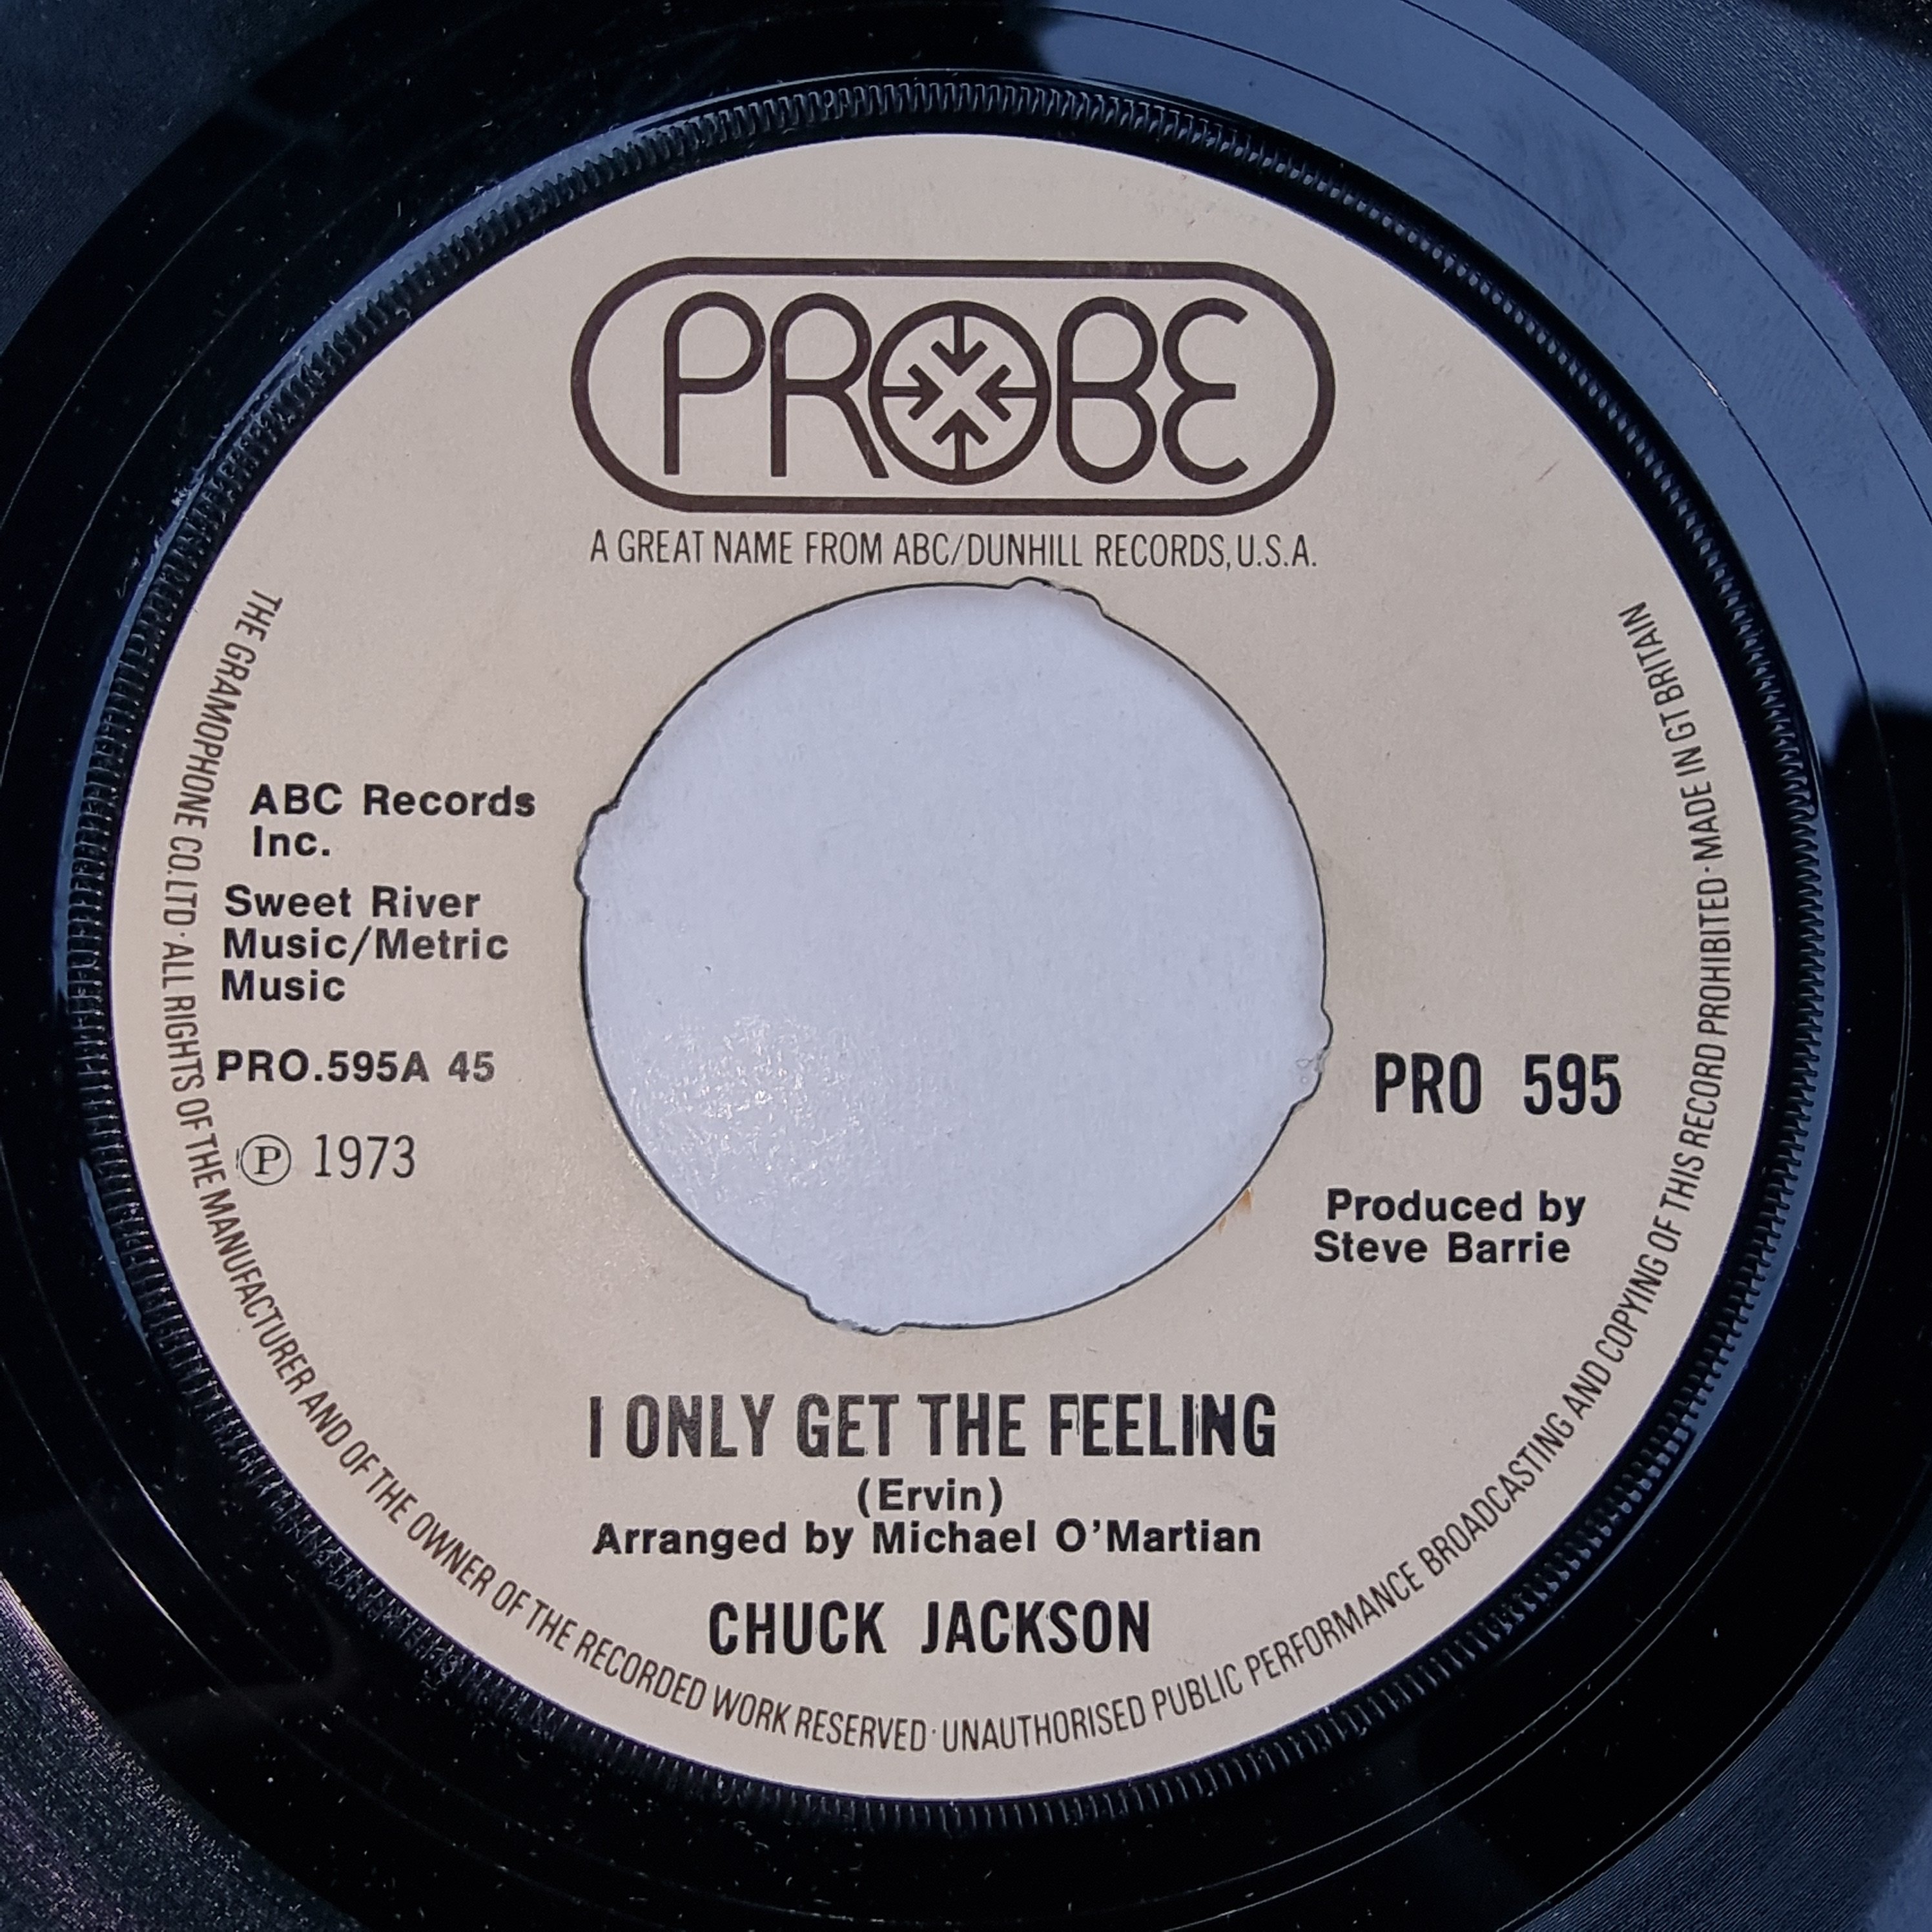 PROBE
A GREAT NAME FROM ABC/DUNHILL RECORDS, U.S.A.
ABC Records
Inc.
Sweet River
Music/Metric
Music
PRO.595A 45
Ⓟ 1973
PRO 595
Produced by
Steve Barrie
I ONLY GET THE FEELING
(Ervin)
Arranged by Michael O'Martian
CHUCK JACKSON
THE GRAMOPHONE CO. LTD · ALL RIGHTS OF THE MANUFACTURER AND OF THE OWNER OF THE RECORDED WORK RESERVED · UNAUTHORISED PUBLIC PERFORMANCE BROADCASTING AND COPYING OF THIS RECORD PROHIBITED · MADE IN GT BRITAIN